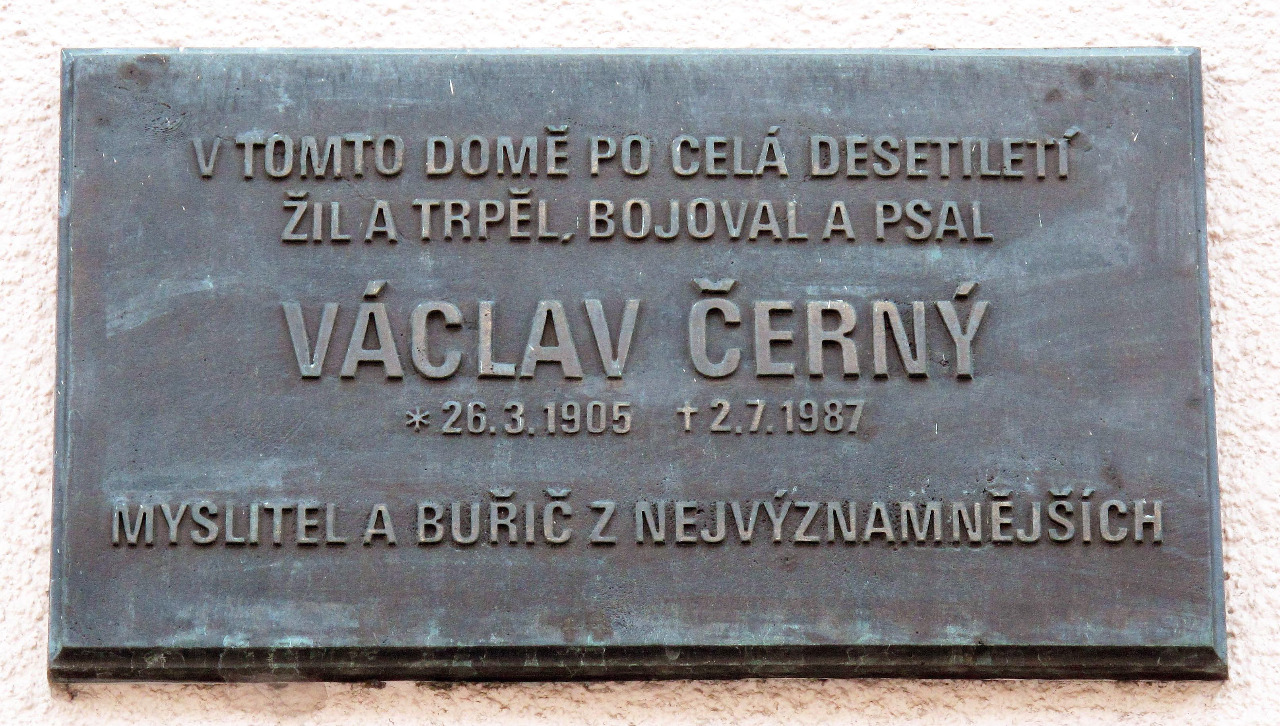 V TOMTO DOMĚ PO CELÁ DESETILETÍ
ŽIL A TRPĚL, BOJOVAL A PSAL
VÁCLAV ČERNÝ
* 26.3.1905 † 2.7.1987
MYSLITEL A BUŘIČ Z NEJVÝZNAMNĚJŠÍCH